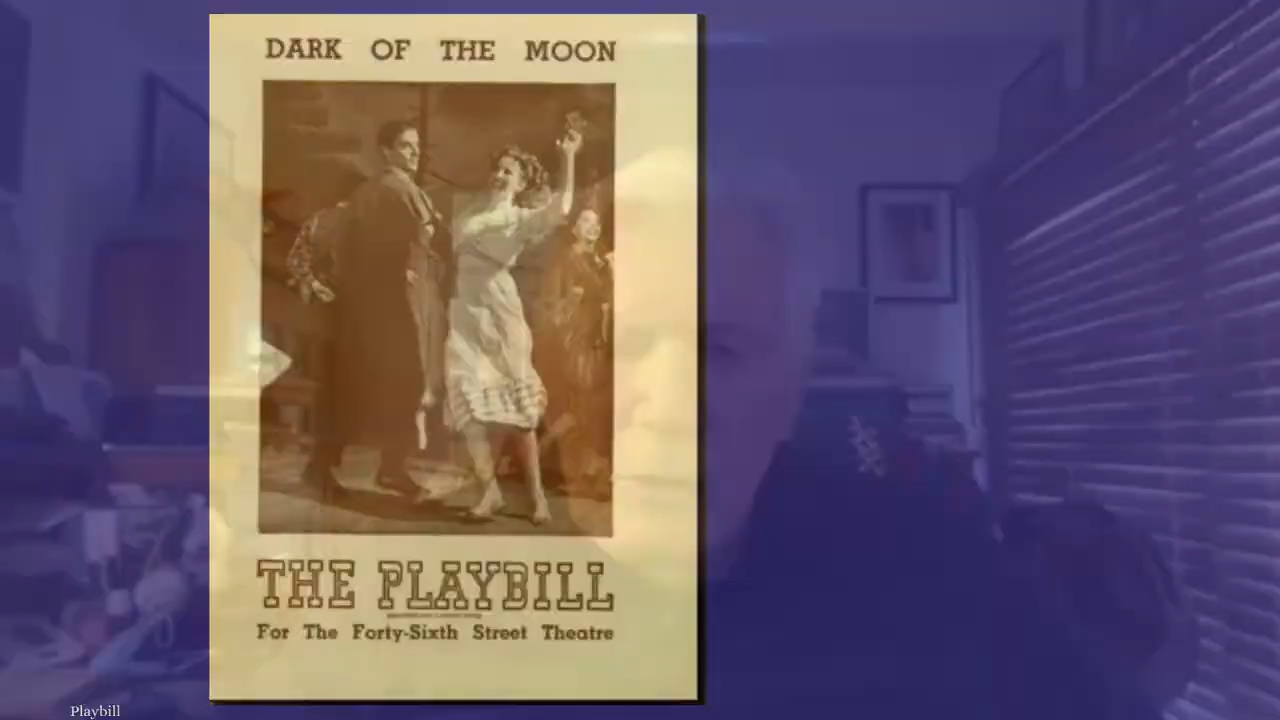 DARK OF THE MOON
THE PLAYBILL
For The Forty-Sixth Street Theatre
Playbill